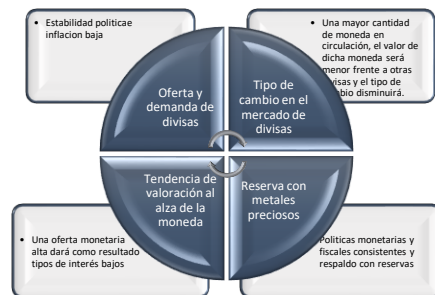 • Estabilidad politicae
inflacion baja
• Una mayor cantidad
de moneda en
circulación, el valor de
dicha moneda será
menor frente a otras
divisas y el tipo de
cambio disminuirá.
Oferta y
demanda de
divisas
Tipo de
cambio en el
mercado de
divisas
Tendencia de
valoración al
alza de la
moneda
Reserva con
metales
preciosos
• Una oferta monetaria
alta dará como resultado
tipos de interés bajos
Politicas monetarias y
fiscales consistentes y
respaldo con reservas